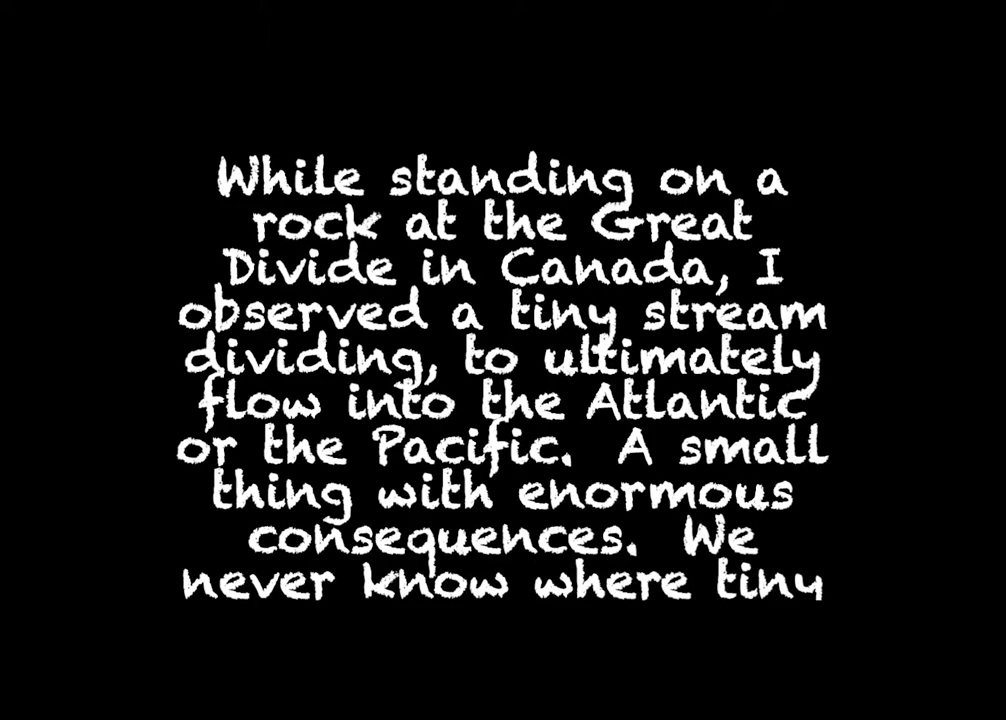 While standing on a
rock at the Great
Divide in Canada, I
observed a tiny stream
dividing, to ultimately
flow into the Atlantic
or the Pacific.  A small
thing with enormous
consequences.  We
never know where tiny